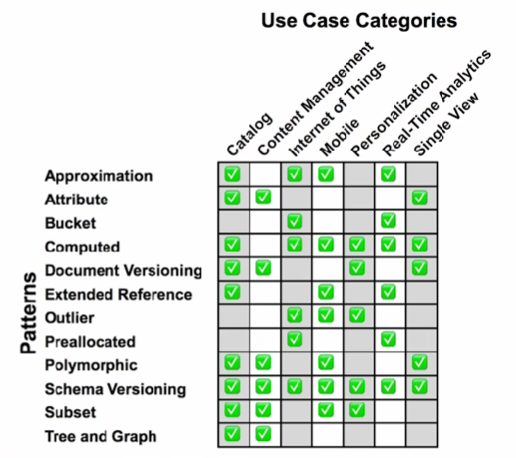 Use Case Categories
Catalog
Content Management
Internet of Things
Mobile
Personalization
Real-Time Analytics
Single View
Patterns
Approximation
Attribute
Bucket
Computed
Document Versioning
Extended Reference
Outlier
Preallocated
Polymorphic
Schema Versioning
Subset
Tree and Graph